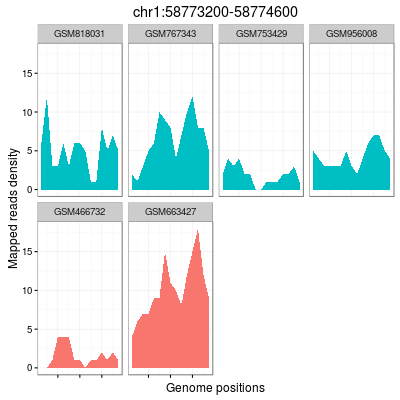 chr1:58773200-58774600
GSM818031 GSM767343 GSM753429 GSM956008
15
10
5
0
GSM466732 GSM663427
15
10
5
0
Mapped reads density
Genome positions